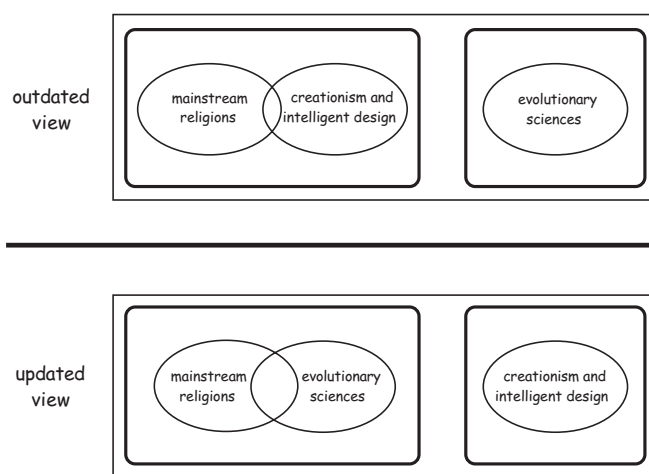 outdated
view
mainstream
religions
creationism and
intelligent design
evolutionary
sciences
updated
view
mainstream
religions
evolutionary
sciences
creationism and
intelligent design